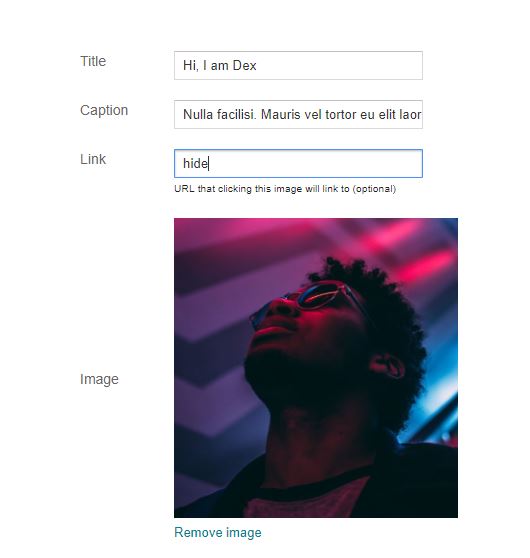 Title
Hi, I am Dex
Caption
Nulla facilisi. Mauris vel tortor eu elit laor
Link
hide
URL that clicking this image will link to (optional)
Image
Remove image